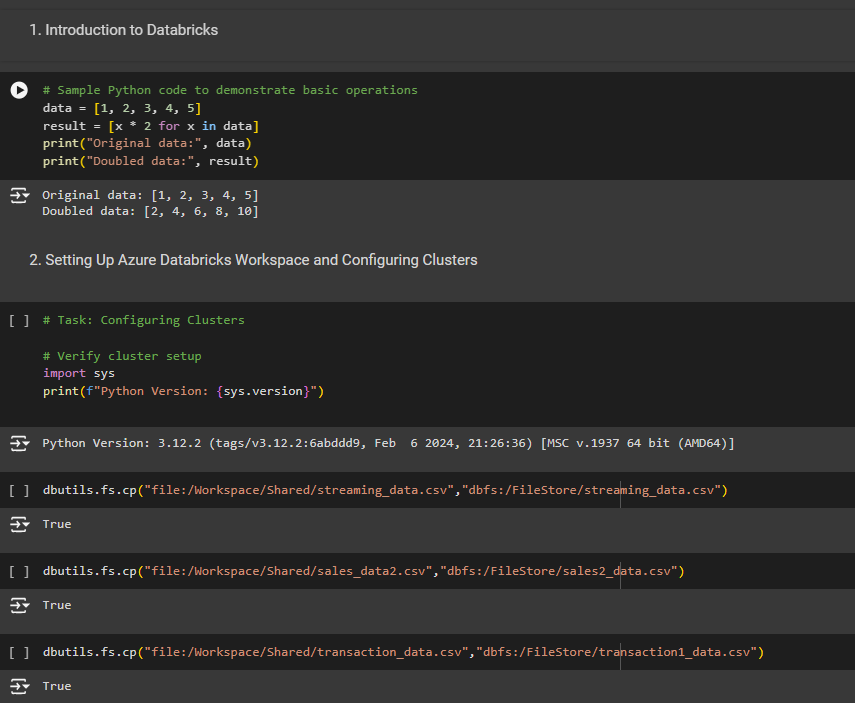 1. Introduction to Databricks
# Sample Python code to demonstrate basic operations
data = [1, 2, 3, 4, 5]
result = [x * 2 for x in data]
print("Original data:", data)
print("Doubled data:", result)
Original data: [1, 2, 3, 4, 5]
Doubled data: [2, 4, 6, 8, 10]
2. Setting Up Azure Databricks Workspace and Configuring Clusters
[ ] # Task: Configuring Clusters
# Verify cluster setup
import sys
print(f"Python Version: {sys.version}")
Python Version: 3.12.2 (tags/v3.12.2:6abddd9, Feb  6 2024, 21:26:36) [MSC v.1937 64 bit (AMD64)]
[ ] dbutils.fs.cp("file:/Workspace/Shared/streaming_data.csv","dbfs:/FileStore/streaming_data.csv")
True
[ ] dbutils.fs.cp("file:/Workspace/Shared/sales_data2.csv","dbfs:/FileStore/sales2_data.csv")
True
[ ] dbutils.fs.cp("file:/Workspace/Shared/transaction_data.csv","dbfs:/FileStore/transaction1_data.csv")
True